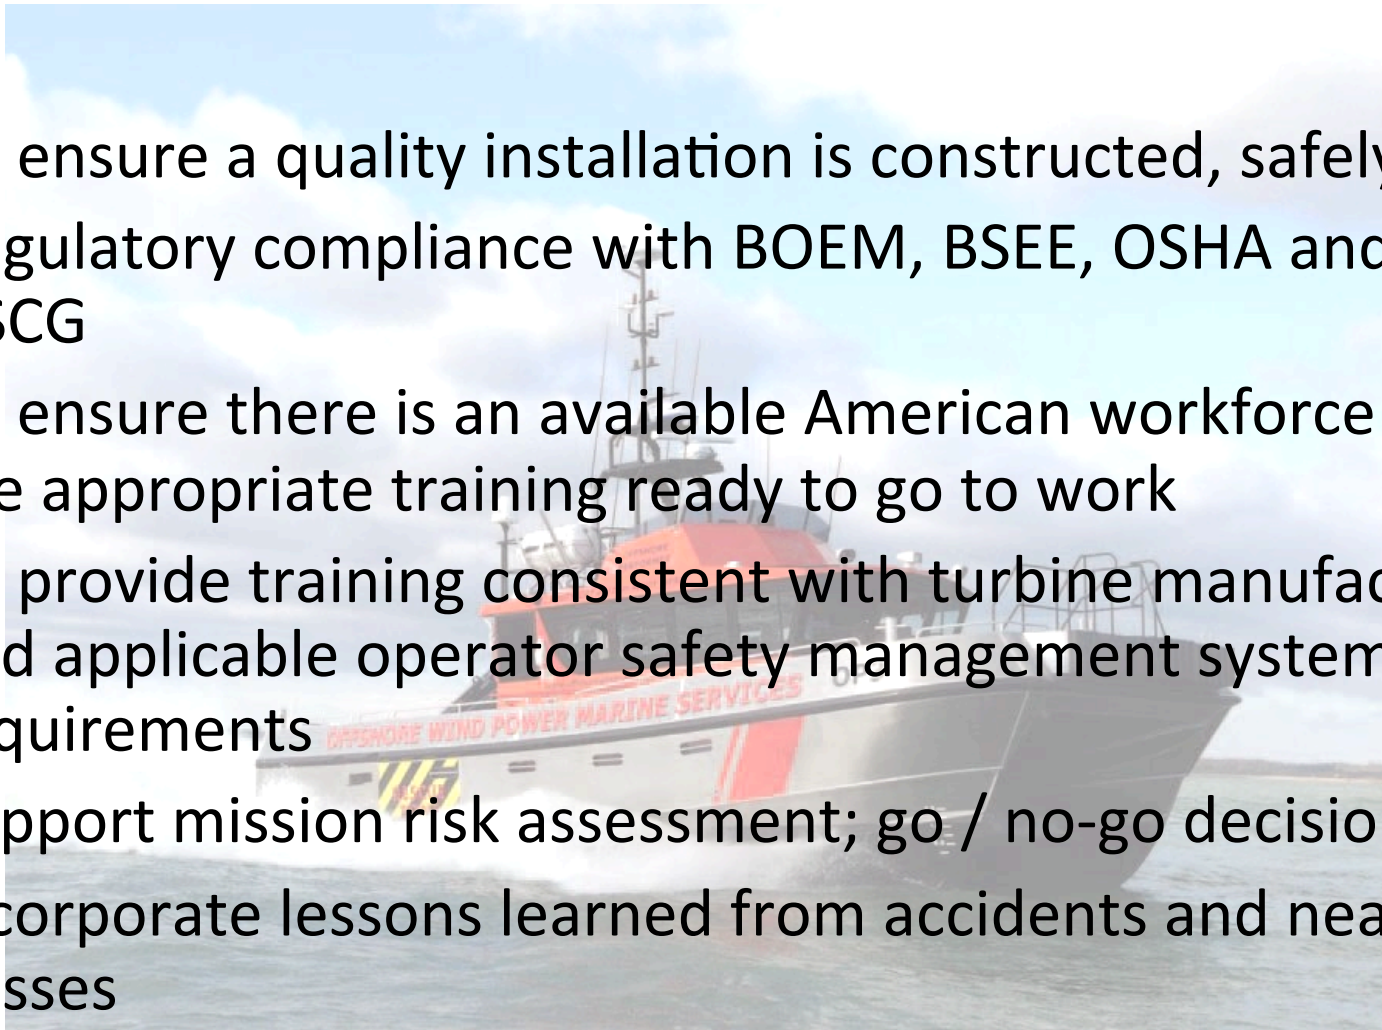 ensure a quality installation is constructed, safely
gulatory compliance with BOEM, BSEE, OSHA and
SCG
ensure there is an available American workforce
e appropriate training ready to go to work
provide training consistent with turbine manufac
d applicable operator safety management system
quirements
OFFSHORE WIND POWER MARINE SERVICES
pport mission risk assessment; go / no-go decisio
corporate lessons learned from accidents and nea
sses